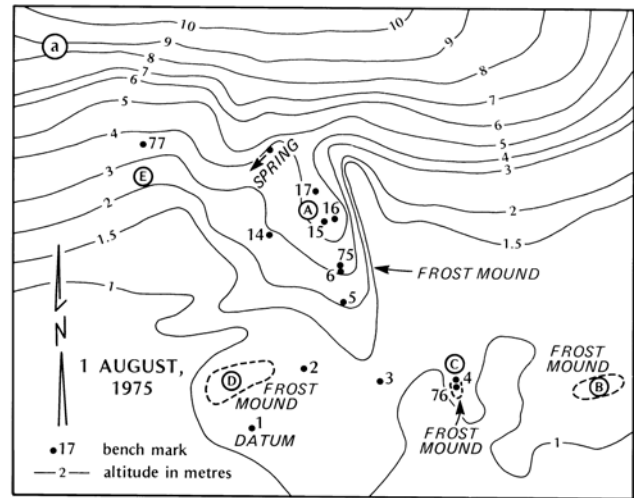 10
a
9
10
9
8
8
7
7
6
6
5
5
4
4
3
77
3
SPRING
E
2
17
A
16
15
2
1.5
14
1.5
75
6
FROST MOUND
1
5
N
1 AUGUST,
1975
D
2
FROST
MOUND
3
C
4
76
FROST
MOUND
B
1
DATUM
FROST
MOUND
1
•17 bench mark
—2— altitude in metres